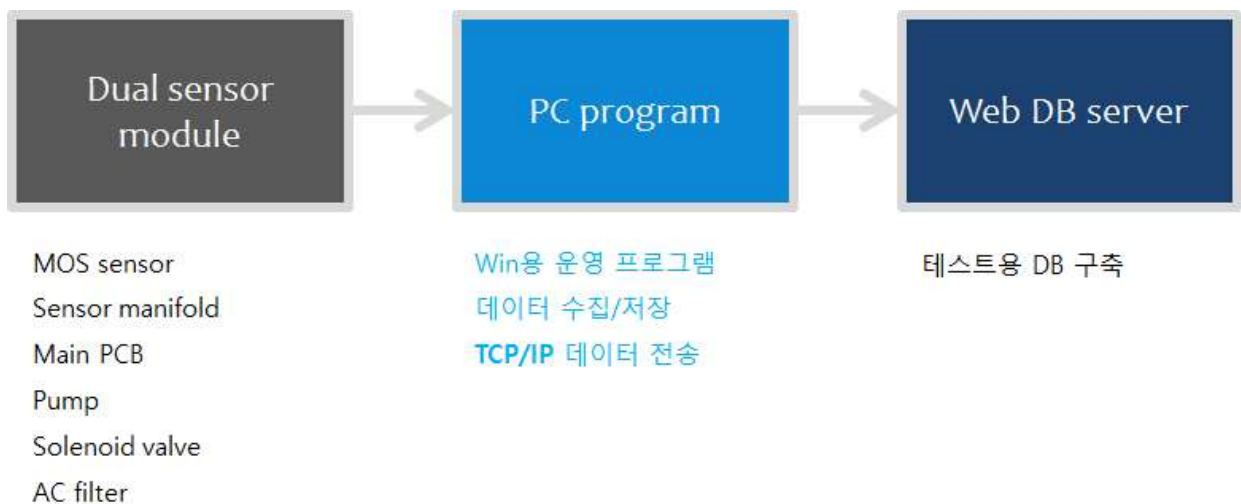 Dual sensor
module
PC program
Web DB server
MOS sensor
Sensor manifold
Main PCB
Pump
Solenoid valve
AC filter
Win용 운영 프로그램
데이터 수집/저장
TCP/IP 데이터 전송
테스트용 DB 구축